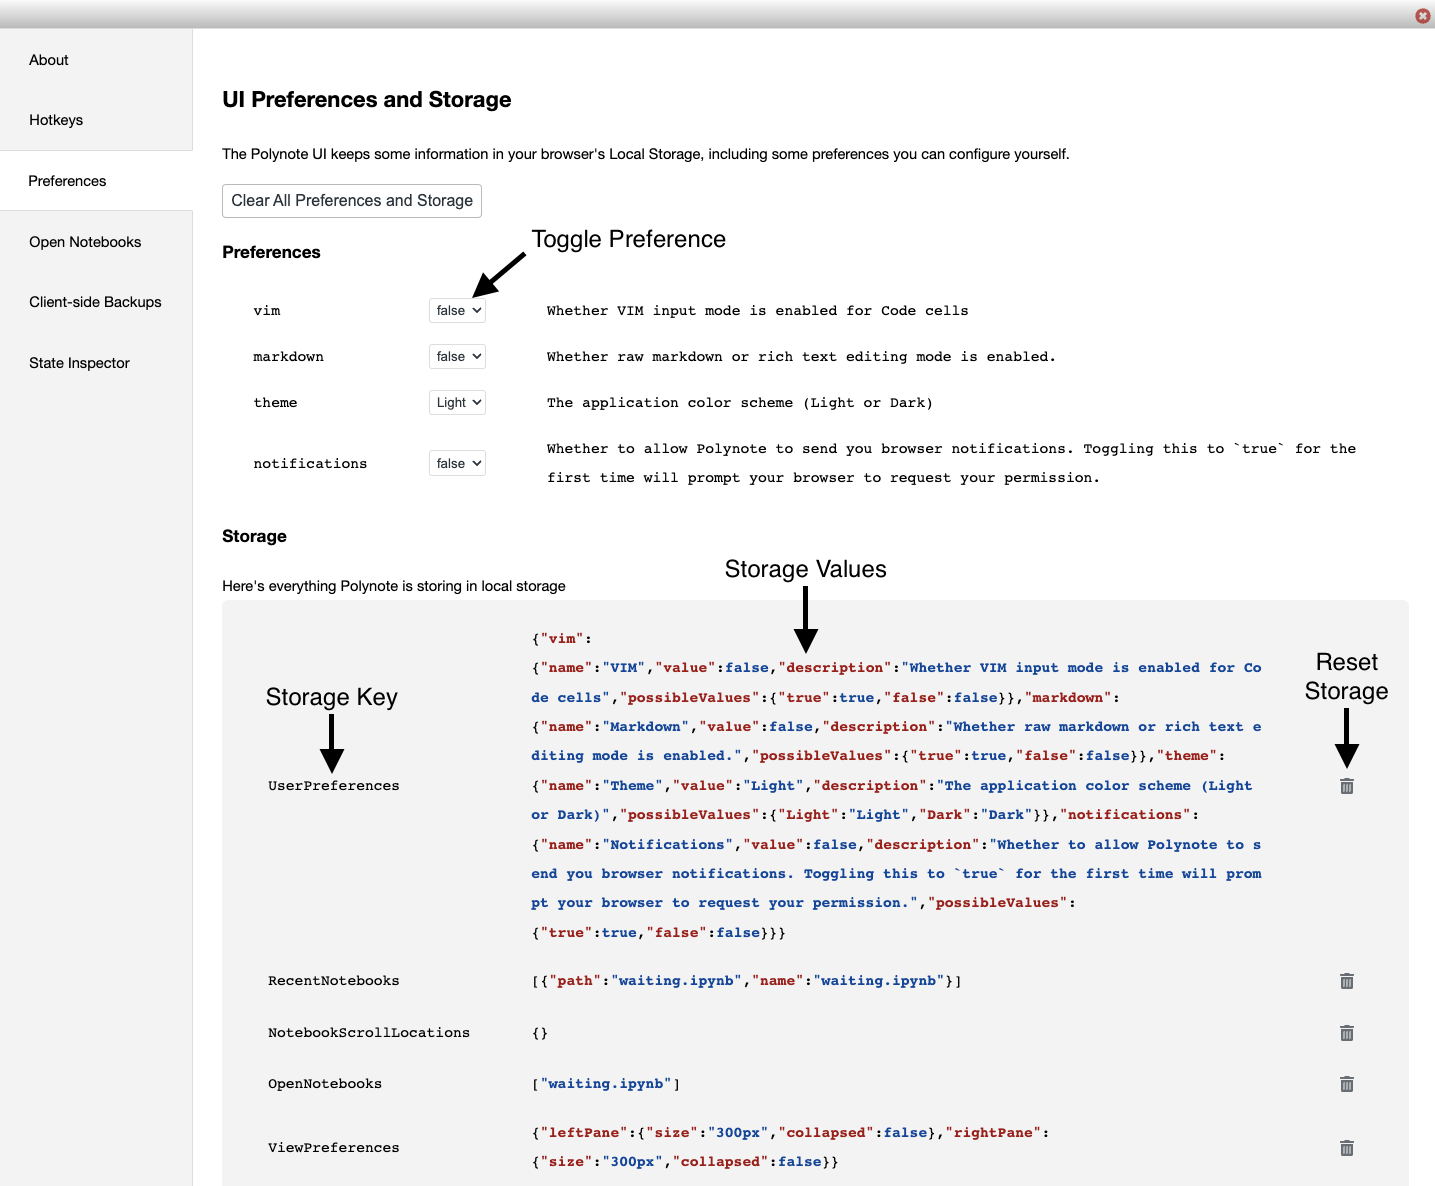 About
Hotkeys
Preferences
Open Notebooks
Client-side Backups
State Inspector
UI Preferences and Storage
The Polynote UI keeps some information in your browser's Local Storage, including some preferences you can configure yourself.
Clear All Preferences and Storage
Toggle Preference
Preferences
vim false Whether VIM input mode is enabled for Code cells
markdown false Whether raw markdown or rich text editing mode is enabled.
theme Light The application color scheme (Light or Dark)
notifications false Whether to allow Polynote to send you browser notifications. Toggling this to `true` for the
first time will prompt your browser to request your permission.
Storage
Storage Values
Here's everything Polynote is storing in local storage
Storage Key
Reset
Storage
UserPreferences
{"vim":
{"name":"VIM","value":false,"description":"Whether VIM input mode is enabled for Co
de cells","possibleValues":{"true":true,"false":false}},"markdown":
{"name":"Markdown","value":false,"description":"Whether raw markdown or rich text e
diting mode is enabled.","possibleValues":{"true":true,"false":false}},"theme":
{"name":"Theme","value":"Light","description":"The application color scheme (Light
or Dark)","possibleValues":{"Light":"Light","Dark":"Dark"}},"notifications":
{"name":"Notifications","value":false,"description":"Whether to allow Polynote to s
end you browser notifications. Toggling this to `true` for the first time will prom
pt your browser to request your permission.","possibleValues":
{"true":true,"false":false}}}
RecentNotebooks [{"path":"waiting.ipynb","name":"waiting.ipynb"}]
NotebookScrollLocations {}
OpenNotebooks ["waiting.ipynb"]
ViewPreferences
{"leftPane":{"size":"300px","collapsed":false},"rightPane":
{"size":"300px","collapsed":false}}